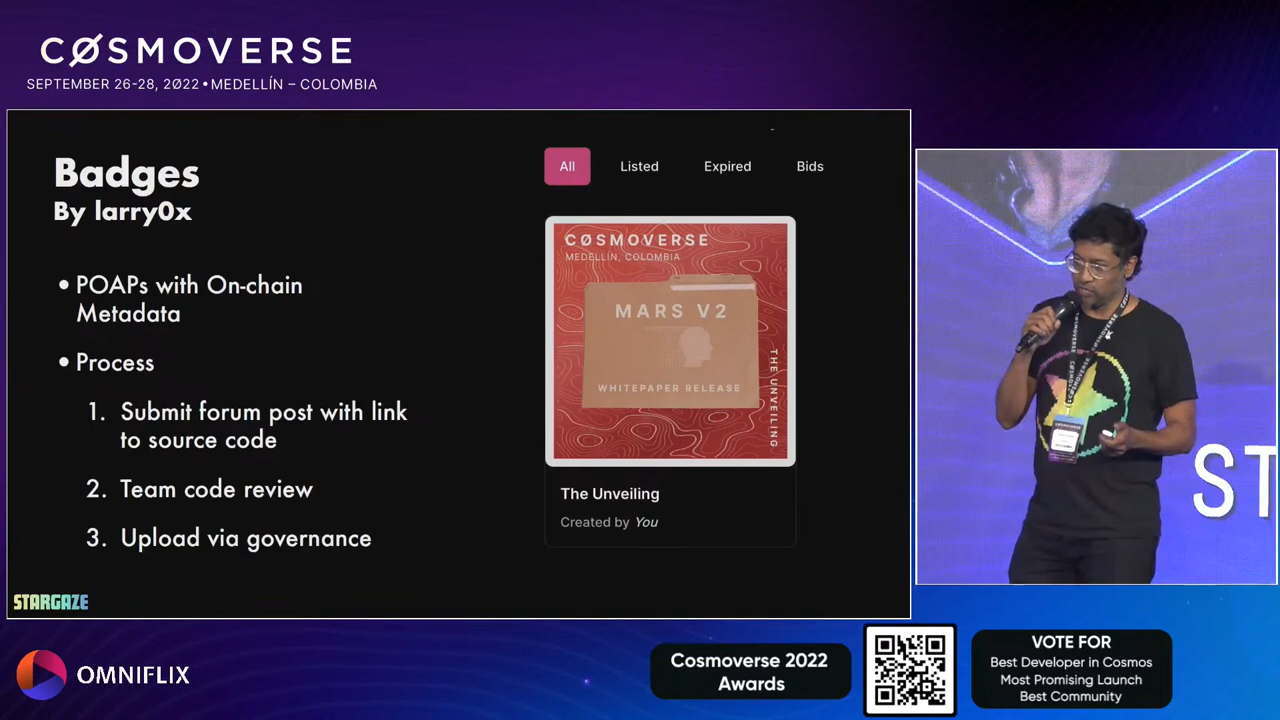 CØSMOVERSE
SEPTEMBER 26-28, 2Ø22 • MEDELLÍN – COLOMBIA
Badges
By larry0x
• POAPs with On-chain
Metadata
• Process
1. Submit forum post with link
to source code
2. Team code review
3. Upload via governance
STARGAZE
All
Listed
Expired
Bids
CØSMOVERSE
MEDELLIN, COLOMBIA
MARS V2
WHITEPAPER RELEASE
THE UNVEILING
The Unveiling
Created by You
CØSMOVERSE
ST
OMNIFLIX
Cosmoverse 2022
Awards
VOTE FOR
Best Developer in Cosmos
Most Promising Launch
Best Community